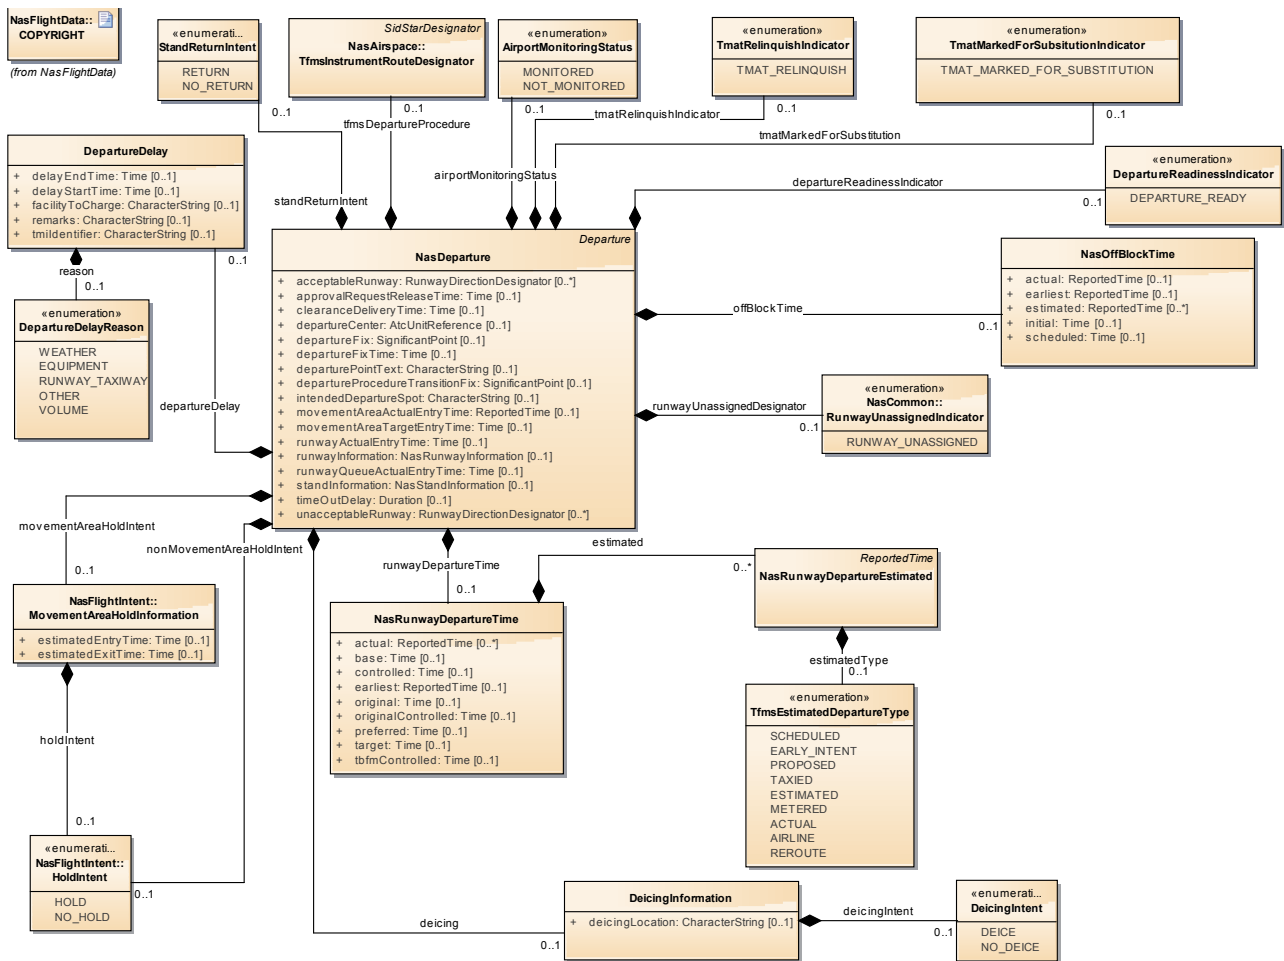 NasFlightData::
COPYRIGHT
(from NasFlightData)
«enumerati...
StandReturnIntent
RETURN
NO_RETURN
0..1
SidStarDesignator
NasAirspace::
TfmsInstrumentRouteDesignator
0..1
tfmsDepartureProcedure
«enumeration»
AirportMonitoringStatus
MONITORED
NOT_MONITORED
0..1
«enumeration»
TmatRelinquishIndicator
TMAT_RELINQUISH
0..1
tmatRelinquishIndicator
«enumeration»
TmatMarkedForSubsitutionIndicator
TMAT_MARKED_FOR_SUBSTITUTION
0..1
tmatMarkedForSubstitution
airportMonitoringStatus
standReturnIntent
«enumeration»
DepartureReadinessIndicator
DEPARTURE_READY
departureReadinessIndicator
0..1
DepartureDelay
+ delayEndTime: Time [0..1]
+ delayStartTime: Time [0..1]
+ facilityToCharge: CharacterString [0..1]
+ remarks: CharacterString [0..1]
+ tmiIdentifier: CharacterString [0..1]
0..1
reason
0..1
«enumeration»
DepartureDelayReason
WEATHER
EQUIPMENT
RUNWAY_TAXIWAY
OTHER
VOLUME
departureDelay
Departure
NasDeparture
+ acceptableRunway: RunwayDirectionDesignator [0..*]
+ approvalRequestReleaseTime: Time [0..1]
+ clearanceDeliveryTime: Time [0..1]
+ departureCenter: AtcUnitReference [0..1]
+ departureFix: SignificantPoint [0..1]
+ departureFixTime: Time [0..1]
+ departurePointText: CharacterString [0..1]
+ departureProcedureTransitionFix: SignificantPoint [0..1]
+ intendedDepartureSpot: CharacterString [0..1]
+ movementAreaActualEntryTime: ReportedTime [0..1]
+ movementAreaTargetEntryTime: Time [0..1]
+ runwayActualEntryTime: Time [0..1]
+ runwayInformation: NasRunwayInformation [0..1]
+ runwayQueueActualEntryTime: Time [0..1]
+ standInformation: NasStandInformation [0..1]
+ timeOutDelay: Duration [0..1]
+ unacceptableRunway: RunwayDirectionDesignator [0..*]
offBlockTime
0..1
NasOffBlockTime
+ actual: ReportedTime [0..1]
+ earliest: ReportedTime [0..1]
+ estimated: ReportedTime [0..*]
+ initial: Time [0..1]
+ scheduled: Time [0..1]
runwayUnassignedDesignator
0..1
«enumeration»
NasCommon::
RunwayUnassignedIndicator
RUNWAY_UNASSIGNED
movementAreaHoldIntent
0..1
nonMovementAreaHoldIntent
NasFlightIntent::
MovementAreaHoldInformation
+ estimatedEntryTime: Time [0..1]
+ estimatedExitTime: Time [0..1]
holdIntent
0..1
«enumerati...
NasFlightIntent::
HoldIntent
HOLD
NO_HOLD
0..1
runwayDepartureTime
0..1
NasRunwayDepartureTime
+ actual: ReportedTime [0..*]
+ base: Time [0..1]
+ controlled: Time [0..1]
+ earliest: ReportedTime [0..1]
+ original: Time [0..1]
+ originalControlled: Time [0..1]
+ preferred: Time [0..1]
+ target: Time [0..1]
+ tbfmControlled: Time [0..1]
estimated
0..*
ReportedTime
NasRunwayDepartureEstimated
estimatedType
0..1
«enumeration»
TfmsEstimatedDepartureType
SCHEDULED
EARLY_INTENT
PROPOSED
TAXIED
ESTIMATED
METERED
ACTUAL
AIRLINE
REROUTE
deicing
0..1
DeicingInformation
+ deicingLocation: CharacterString [0..1]
deicingIntent
0..1
«enumerati...
DeicingIntent
DEICE
NO_DEICE